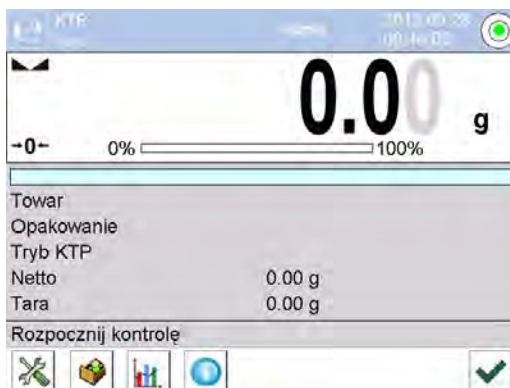 KTP
0.00 g
→0← 0% 100%
Towar
Opakowanie
Tryb KTP
Netto 0.00 g
Tara 0.00 g
Rozpocznij kontrolę